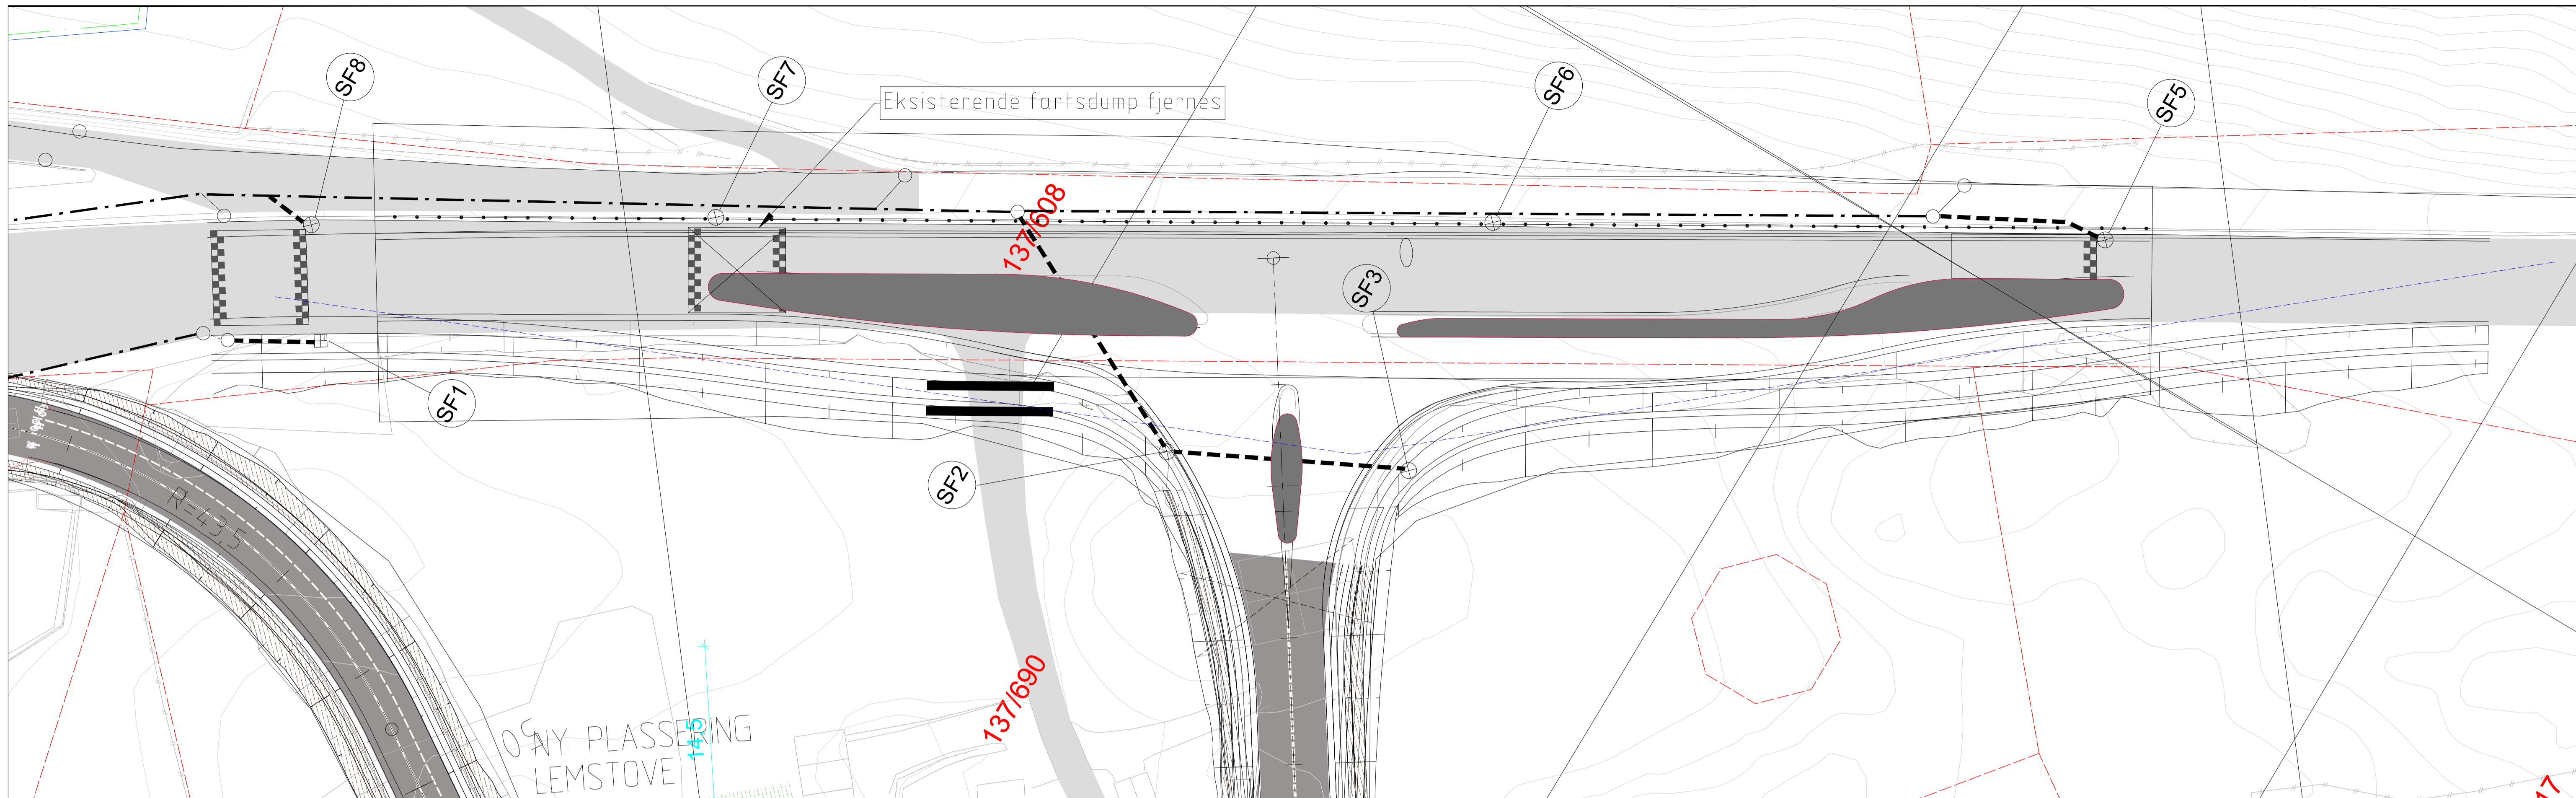 SF8
SF7
SF6
SF5
Eksisterende fartsdump fjernes
137/608
SF3
SF1
SF2
R=43,5
137/690
NY PLASSERING
LEMSTOVE
145
17